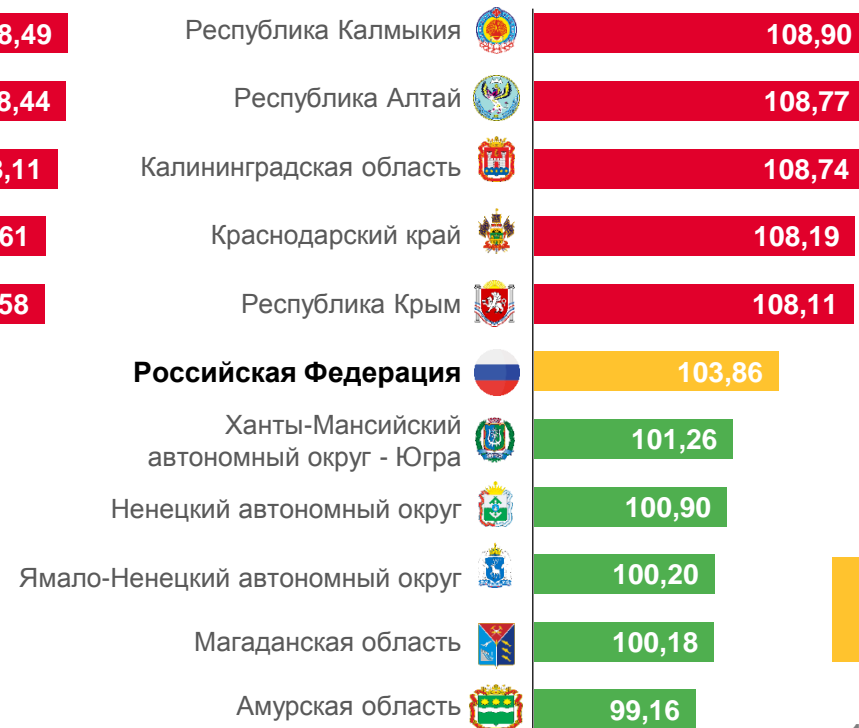 8,49 Республика Калмыкия 108,90
8,44 Республика Алтай 108,77
,11 Калининградская область 108,74
61 Краснодарский край 108,19
58 Республика Крым 108,11
Российская Федерация 103,86
Ханты-Мансийский
автономный округ - Югра 101,26
Ненецкий автономный округ 100,90
Ямало-Ненецкий автономный округ 100,20
Магаданская область 100,18
Амурская область 99,16